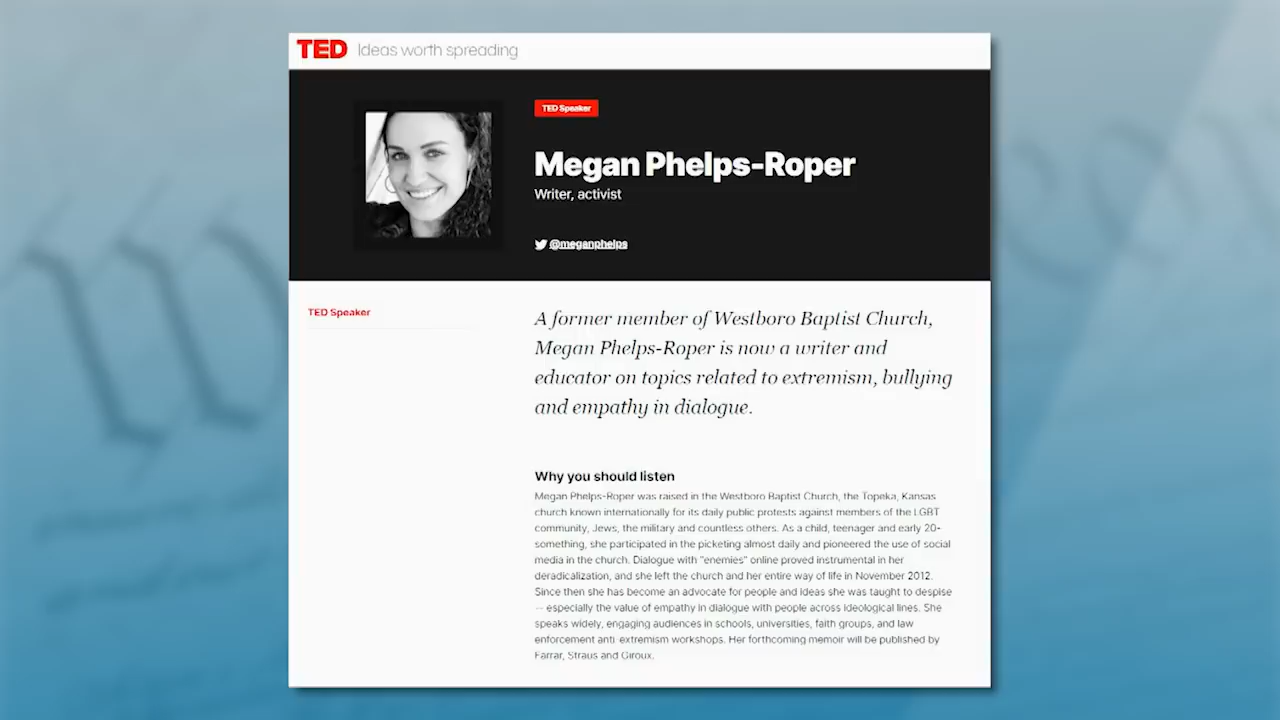 TED Ideas worth spreading
TED Speaker
Megan Phelps-Roper
Writer, activist
@meganphelps
TED Speaker
A former member of Westboro Baptist Church,
Megan Phelps-Roper is now a writer and
educator on topics related to extremism, bullying
and empathy in dialogue.
Why you should listen
Megan Phelps-Roper was raised in the Westboro Baptist Church, the Topeka, Kansas
church known internationally for its daily public protests against members of the LGBT
community, Jews, the military and countless others. As a child, teenager and early 20-
something, she participated in the picketing almost daily and pioneered the use of social
media in the church. Dialogue with "enemies" online proved instrumental in her
deradicalization, and she left the church and her entire way of life in November 2012.
Since then she has become an advocate for people and ideas she was taught to despise
-- especially the value of empathy in dialogue with people across ideological lines. She
speaks widely, engaging audiences in schools, universities, faith groups, and law
enforcement anti-extremism workshops. Her forthcoming memoir will be published by
Farrar, Straus and Giroux.